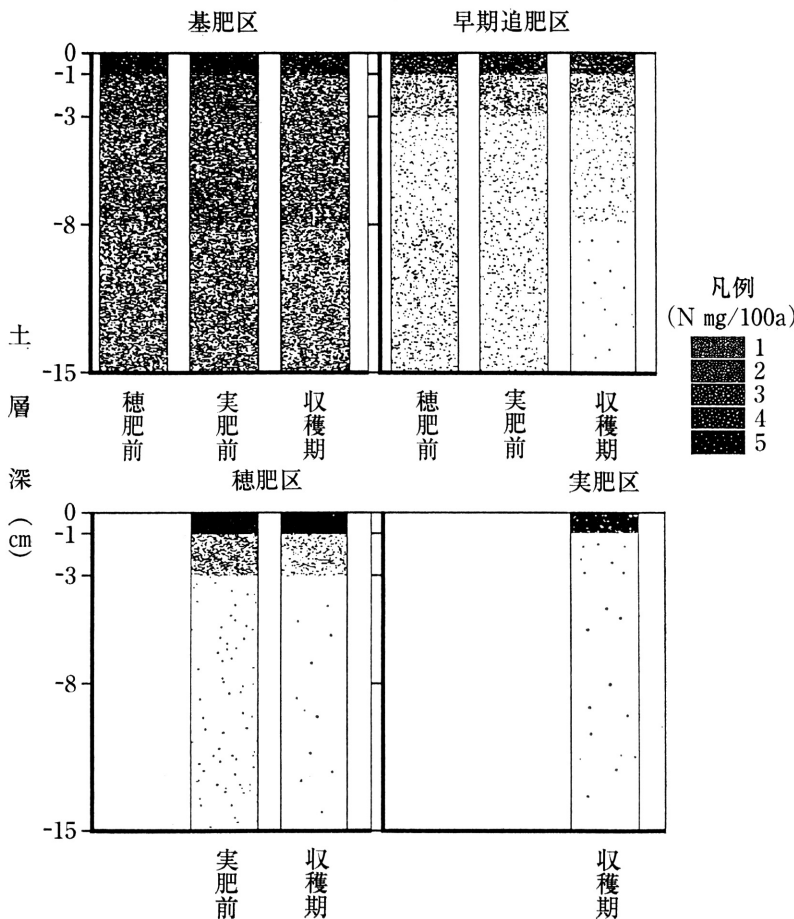 基肥区
早期追肥区
0
-1
-3
-8
-15
穂肥前
実肥前
収穫期
穂肥前
実肥前
収穫期
凡例
(N mg/100a)
1
2
3
4
5
土層深(cm)
穂肥区
実肥区
0
-1
-3
-8
-15
実肥前
収穫期
収穫期